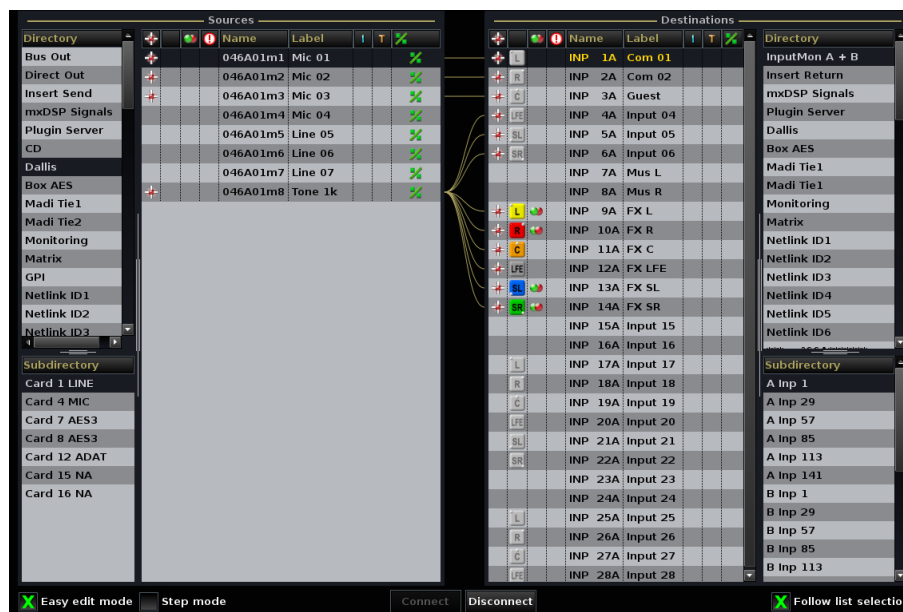 Sources
Directory
Bus Out
Direct Out
Insert Send
mxDSP Signals
Plugin Server
CD
Dallis
Box AES
Madi Tie1
Madi Tie2
Monitoring
Matrix
GPI
Netlink ID1
Netlink ID2
Netlink ID3
Subdirectory
Card 1 LINE
Card 4 MIC
Card 7 AES3
Card 8 AES3
Card 12 ADAT
Card 15 NA
Card 16 NA
Name Label I T
046A01m1 Mic 01
046A01m2 Mic 02
046A01m3 Mic 03
046A01m4 Mic 04
046A01m5 Line 05
046A01m6 Line 06
046A01m7 Line 07
046A01m8 Tone 1k
Destinations
Name Label I T
L INP 1A Com 01
R INP 2A Com 02
C INP 3A Guest
LFE INP 4A Input 04
SL INP 5A Input 05
SR INP 6A Input 06
INP 7A Mus L
INP 8A Mus R
L INP 9A FX L
R INP 10A FX R
C INP 11A FX C
LFE INP 12A FX LFE
SL INP 13A FX SL
SR INP 14A FX SR
INP 15A Input 15
INP 16A Input 16
L INP 17A Input 17
R INP 18A Input 18
C INP 19A Input 19
LFE INP 20A Input 20
SL INP 21A Input 21
SR INP 22A Input 22
INP 23A Input 23
INP 24A Input 24
L INP 25A Input 25
R INP 26A Input 26
C INP 27A Input 27
LFE INP 28A Input 28
Directory
InputMon A + B
Insert Return
mxDSP Signals
Plugin Server
Dallis
Box AES
Madi Tie1
Madi Tie1
Monitoring
Matrix
Netlink ID1
Netlink ID2
Netlink ID3
Netlink ID4
Netlink ID5
Netlink ID6
Subdirectory
A Inp 1
A Inp 29
A Inp 57
A Inp 85
A Inp 113
A Inp 141
B Inp 1
B Inp 29
B Inp 57
B Inp 85
B Inp 113
X Easy edit mode Step mode Connect Disconnect X Follow list selectio